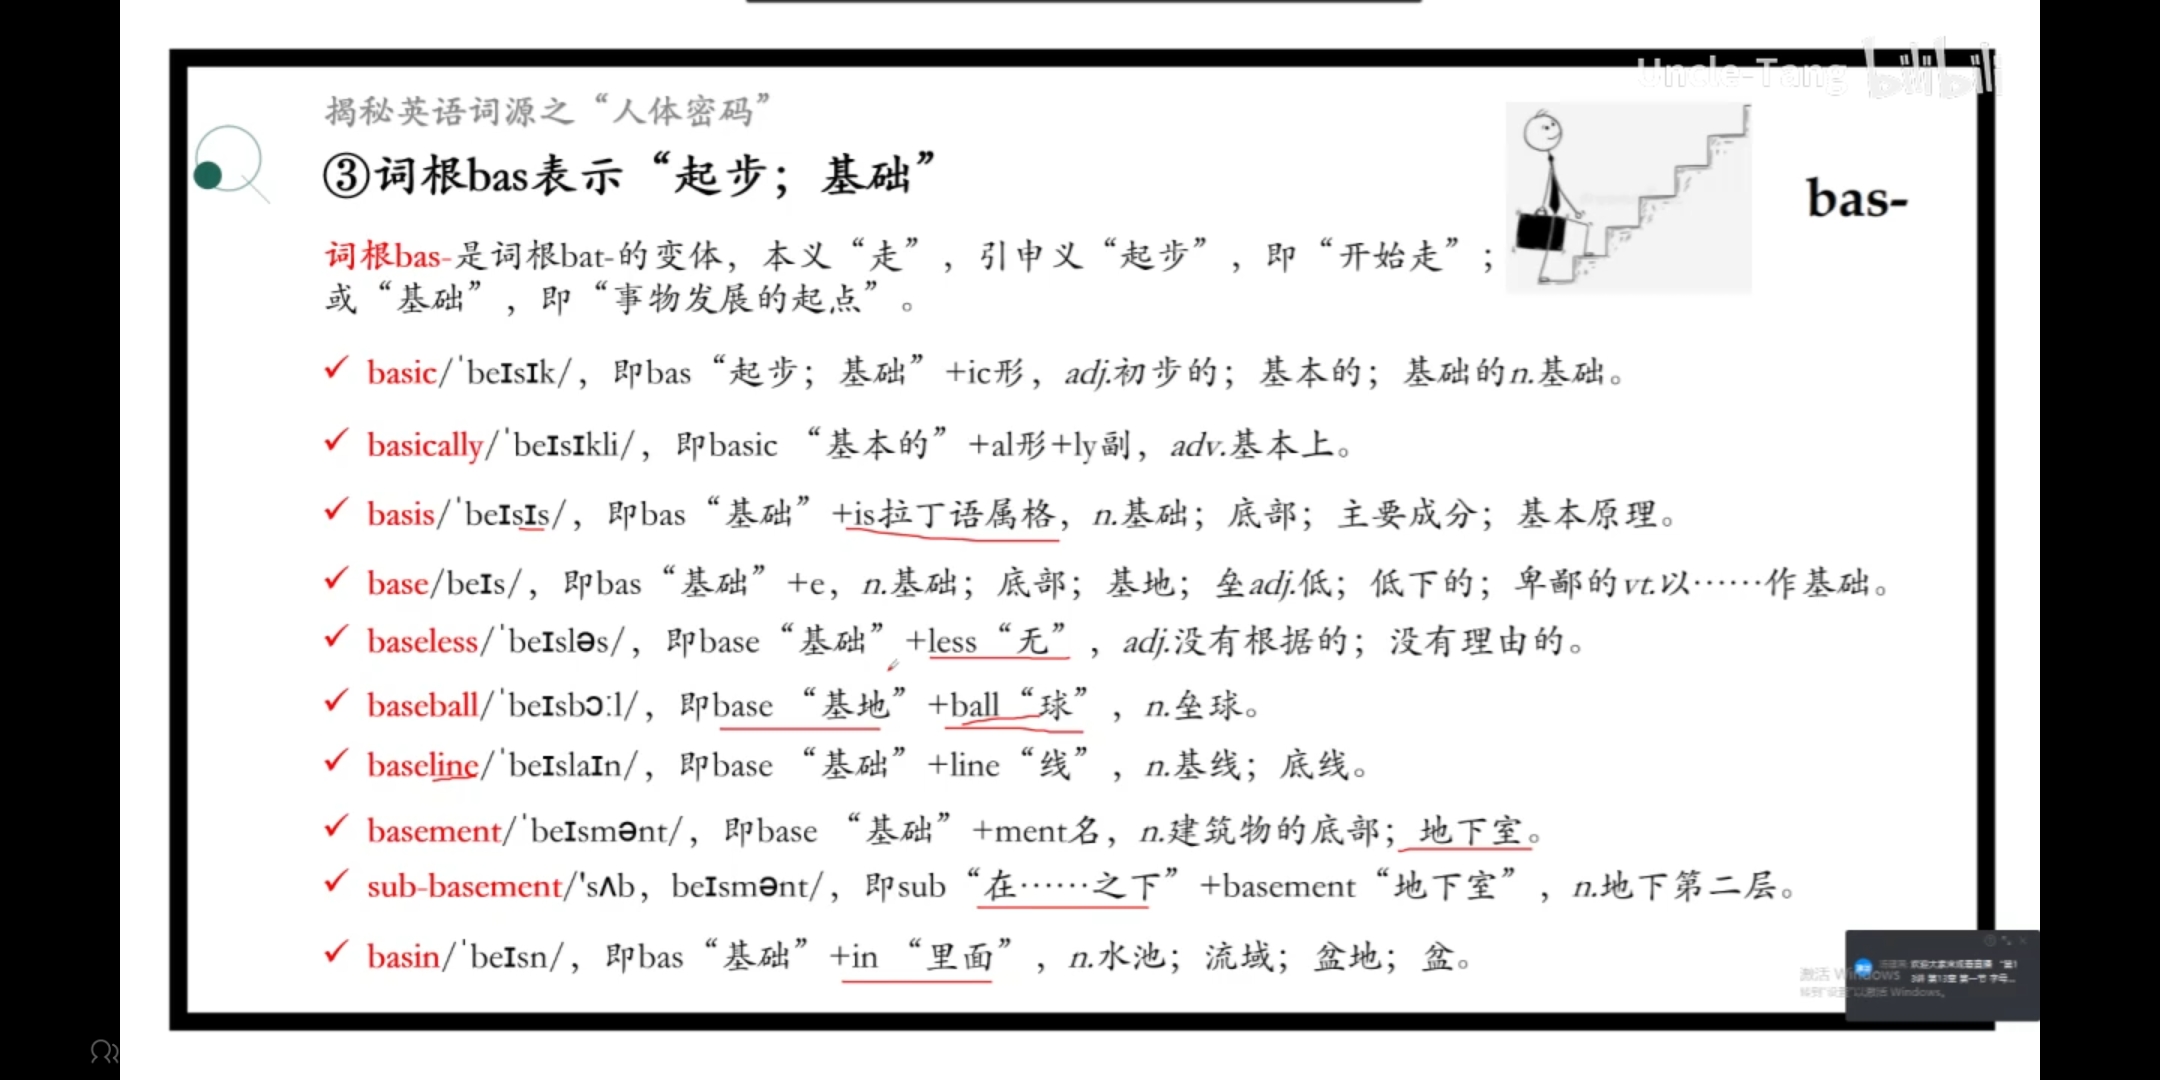 Uncle-Tang bilibili
揭秘英语词源之“人体密码”
③词根bas表示“起步；基础”
bas-
词根bas-是词根bat-的变体，本义“走”，引申义“起步”，即“开始走”；
或“基础”，即“事物发展的起点”。
✓ basic/ˈbeɪsɪk/，即bas“起步；基础”+ic形，adj.初步的；基本的；基础的n.基础。
✓ basically/ˈbeɪsɪkli/，即basic “基本的”+al形+ly副，adv.基本上。
✓ basis/ˈbeɪsɪs/，即bas“基础”+is拉丁语属格，n.基础；底部；主要成分；基本原理。
✓ base/beɪs/，即bas“基础”+e，n.基础；底部；基地；垒adj.低；低下的；卑鄙的vt.以……作基础。
✓ baseless/ˈbeɪsləs/，即base“基础”+less“无”，adj.没有根据的；没有理由的。
✓ baseball/ˈbeɪsbɔːl/，即base “基地”+ball“球”，n.垒球。
✓ baseline/ˈbeɪslaɪn/，即base “基础”+line“线”，n.基线；底线。
✓ basement/ˈbeɪsmənt/，即base “基础”+ment名，n.建筑物的底部；地下室。
✓ sub-basement/'sʌb，beɪsmənt/，即sub“在……之下”+basement“地下室”，n.地下第二层。
✓ basin/ˈbeɪsn/，即bas“基础”+in “里面”，n.水池；流域；盆地；盆。
激活 Windows